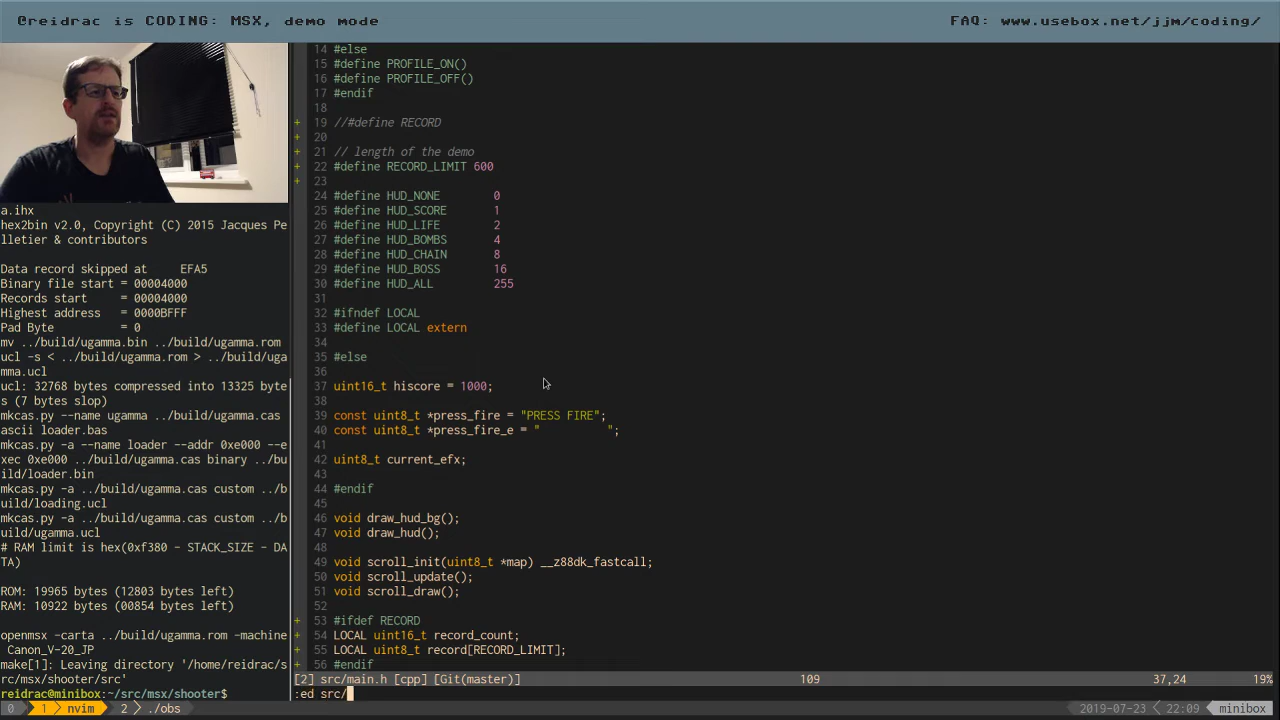 @reidrac is CODING: MSX, demo mode
FAQ: www.usebox.net/jjm/coding/
a.ihx
hex2bin v2.0, Copyright (C) 2015 Jacques Pe
lletier & contributors
Data record skipped at    EFA5
Binary file start = 00004000
Records start     = 00004000
Highest address   = 0000BFFF
Pad Byte          = 0
mv ../build/ugamma.bin ../build/ugamma.rom
ucl -s < ../build/ugamma.rom > ../build/uga
mma.ucl
ucl: 32768 bytes compressed into 13325 byte
s (7 bytes slop)
mkcas.py --name ugamma ../build/ugamma.cas
ascii loader.bas
mkcas.py -a --name loader --addr 0xe000 --e
xec 0xe000 ../build/ugamma.cas binary ../bu
ild/loader.bin
mkcas.py -a ../build/ugamma.cas custom ../b
uild/loading.ucl
mkcas.py -a ../build/ugamma.cas custom ../b
uild/ugamma.ucl
# RAM limit is hex(0xf380 - STACK_SIZE - DA
TA)
ROM: 19965 bytes (12803 bytes left)
RAM: 10922 bytes (00854 bytes left)
openmsx -carta ../build/ugamma.rom -machine
 Canon_V-20_JP
make[1]: Leaving directory '/home/reidrac/s
rc/msx/shooter/src'
reidrac@minibox:~/src/msx/shooter$
14 #else
15 #define PROFILE_ON()
16 #define PROFILE_OFF()
17 #endif
18
+ 19 //#define RECORD
+ 20
+ 21 // length of the demo
+ 22 #define RECORD_LIMIT 600
+ 23
24 #define HUD_NONE        0
25 #define HUD_SCORE       1
26 #define HUD_LIFE        2
27 #define HUD_BOMBS       4
28 #define HUD_CHAIN       8
29 #define HUD_BOSS        16
30 #define HUD_ALL         255
31
32 #ifndef LOCAL
33 #define LOCAL extern
34
35 #else
36
37 uint16_t hiscore = 1000;
38
39 const uint8_t *press_fire = "PRESS FIRE";
40 const uint8_t *press_fire_e = "          ";
41
42 uint8_t current_efx;
43
44 #endif
45
46 void draw_hud_bg();
47 void draw_hud();
48
49 void scroll_init(uint8_t *map) __z88dk_fastcall;
50 void scroll_update();
51 void scroll_draw();
52
+ 53 #ifdef RECORD
+ 54 LOCAL uint16_t record_count;
+ 55 LOCAL uint8_t record[RECORD_LIMIT];
+ 56 #endif
[2] src/main.h [cpp] [Git(master)] 109 37,24 19%
:ed src/
0 1 nvim 2 ./obs 2019-07-23 22:09 minibox